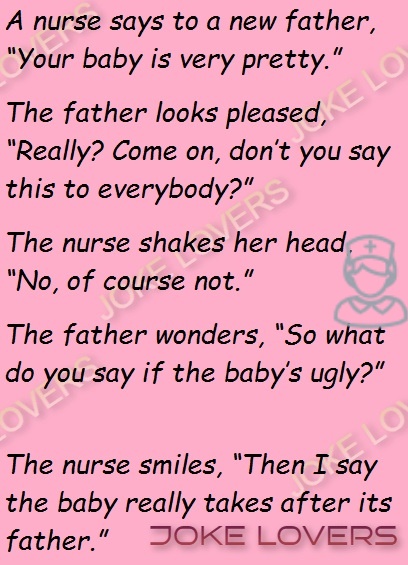 A nurse says to a new father,
“Your baby is very pretty.”
The father looks pleased,
“Really? Come on, don’t you say
this to everybody?”
The nurse shakes her head.
“No, of course not.”
The father wonders, “So what
do you say if the baby’s ugly?”
The nurse smiles, “Then I say
the baby really takes after its
father.”
JOKE LOVERS